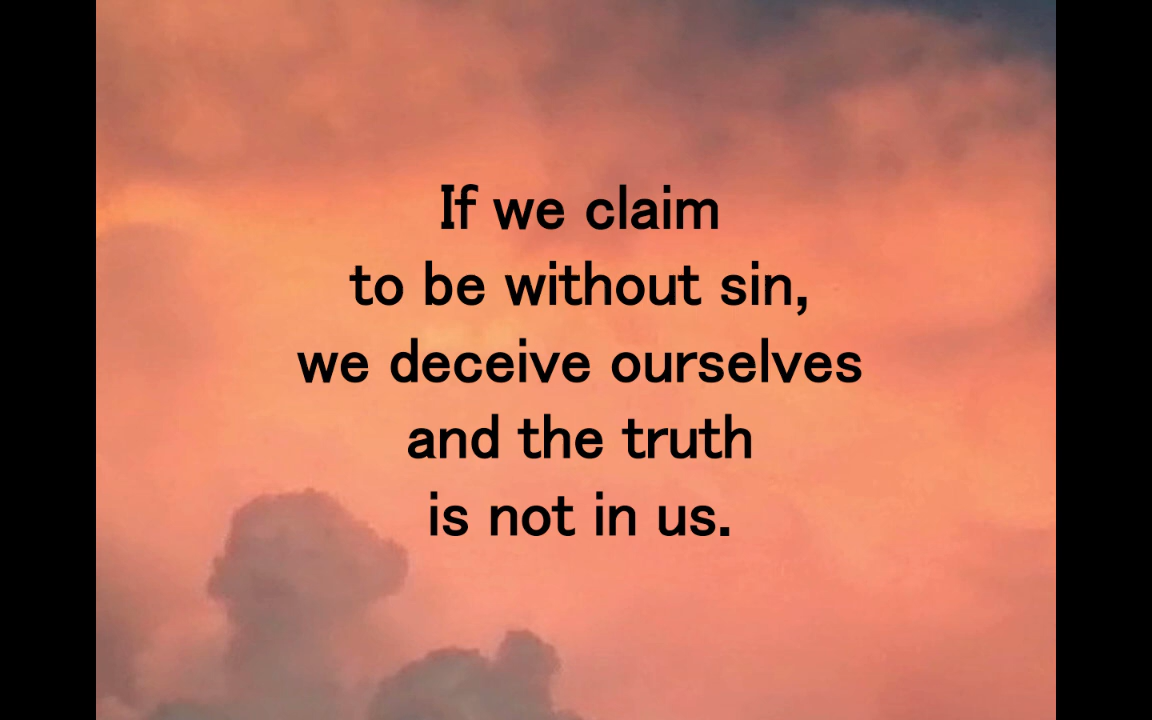 If we claim
to be without sin,
we deceive ourselves
and the truth
is not in us.